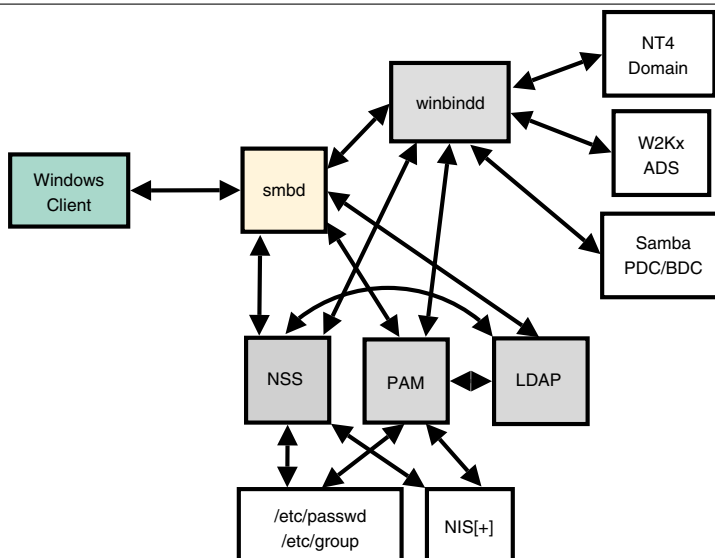 NT4
Domain
winbindd
W2Kx
ADS
Windows
Client
smbd
Samba
PDC/BDC
NSS
PAM
LDAP
/etc/passwd
/etc/group
NIS[+]